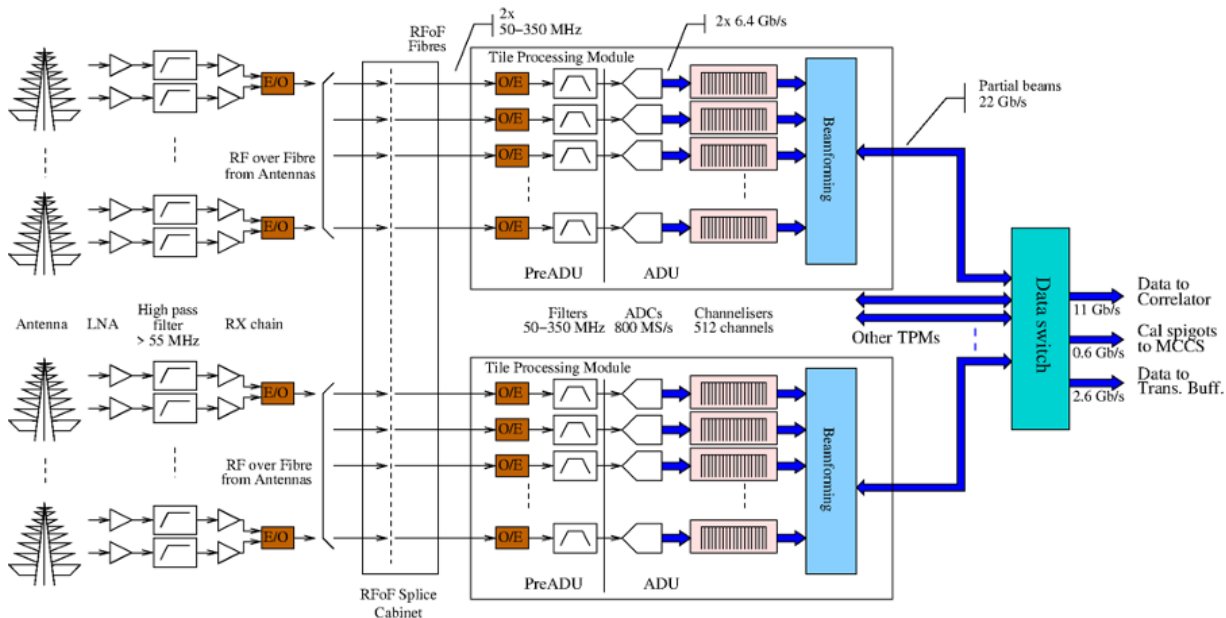 2x
50–350 MHz
RFoF
Fibres
2x 6.4 Gb/s
Tile Processing Module
E/O
O/E
O/E
O/E
RF over Fibre
from Antennas
Beamforming
Partial beams
22 Gb/s
E/O
O/E
PreADU
ADU
Antenna
LNA
High pass
filter
> 55 MHz
RX chain
Filters
50–350 MHz
ADCs
800 MS/s
Channelisers
512 channels
Other TPMs
Data switch
11 Gb/s
Data to
Correlator
0.6 Gb/s
Cal spigots
to MCCS
2.6 Gb/s
Data to
Trans. Buff.
Tile Processing Module
E/O
O/E
O/E
O/E
RF over Fibre
from Antennas
Beamforming
E/O
O/E
PreADU
ADU
RFoF Splice
Cabinet